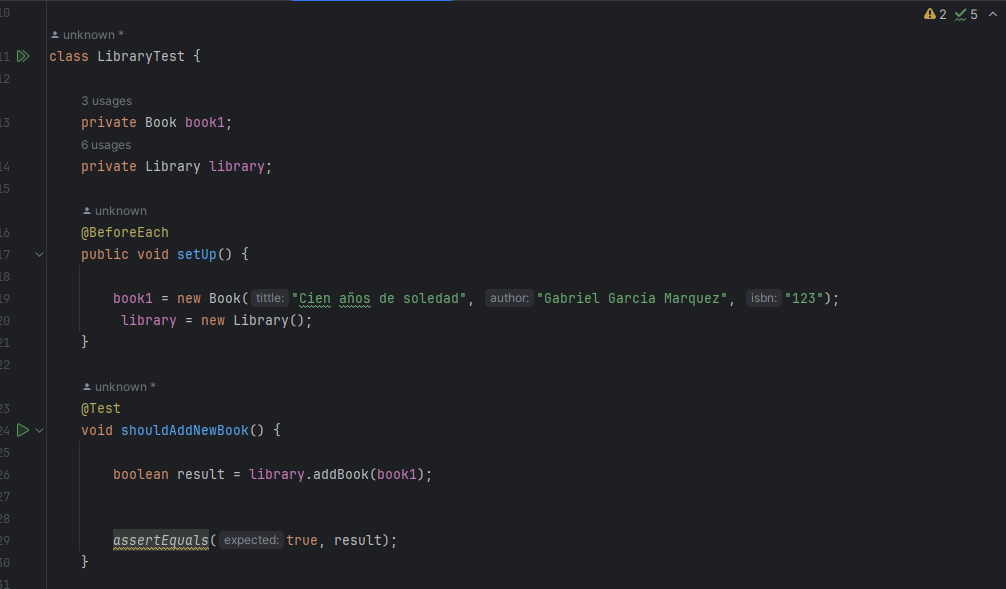 10
2 5
unknown *
11 class LibraryTest {
12
3 usages
13 private Book book1;
6 usages
14 private Library library;
15
unknown
16 @BeforeEach
17 public void setUp() {
18
19 book1 = new Book( tittle: "Cien años de soledad", author: "Gabriel García Marquez", isbn: "123");
20 library = new Library();
21 }
22
unknown *
23 @Test
24 void shouldAddNewBook() {
25
26 boolean result = library.addBook(book1);
27
28
29 assertEquals( expected: true, result);
30 }
31